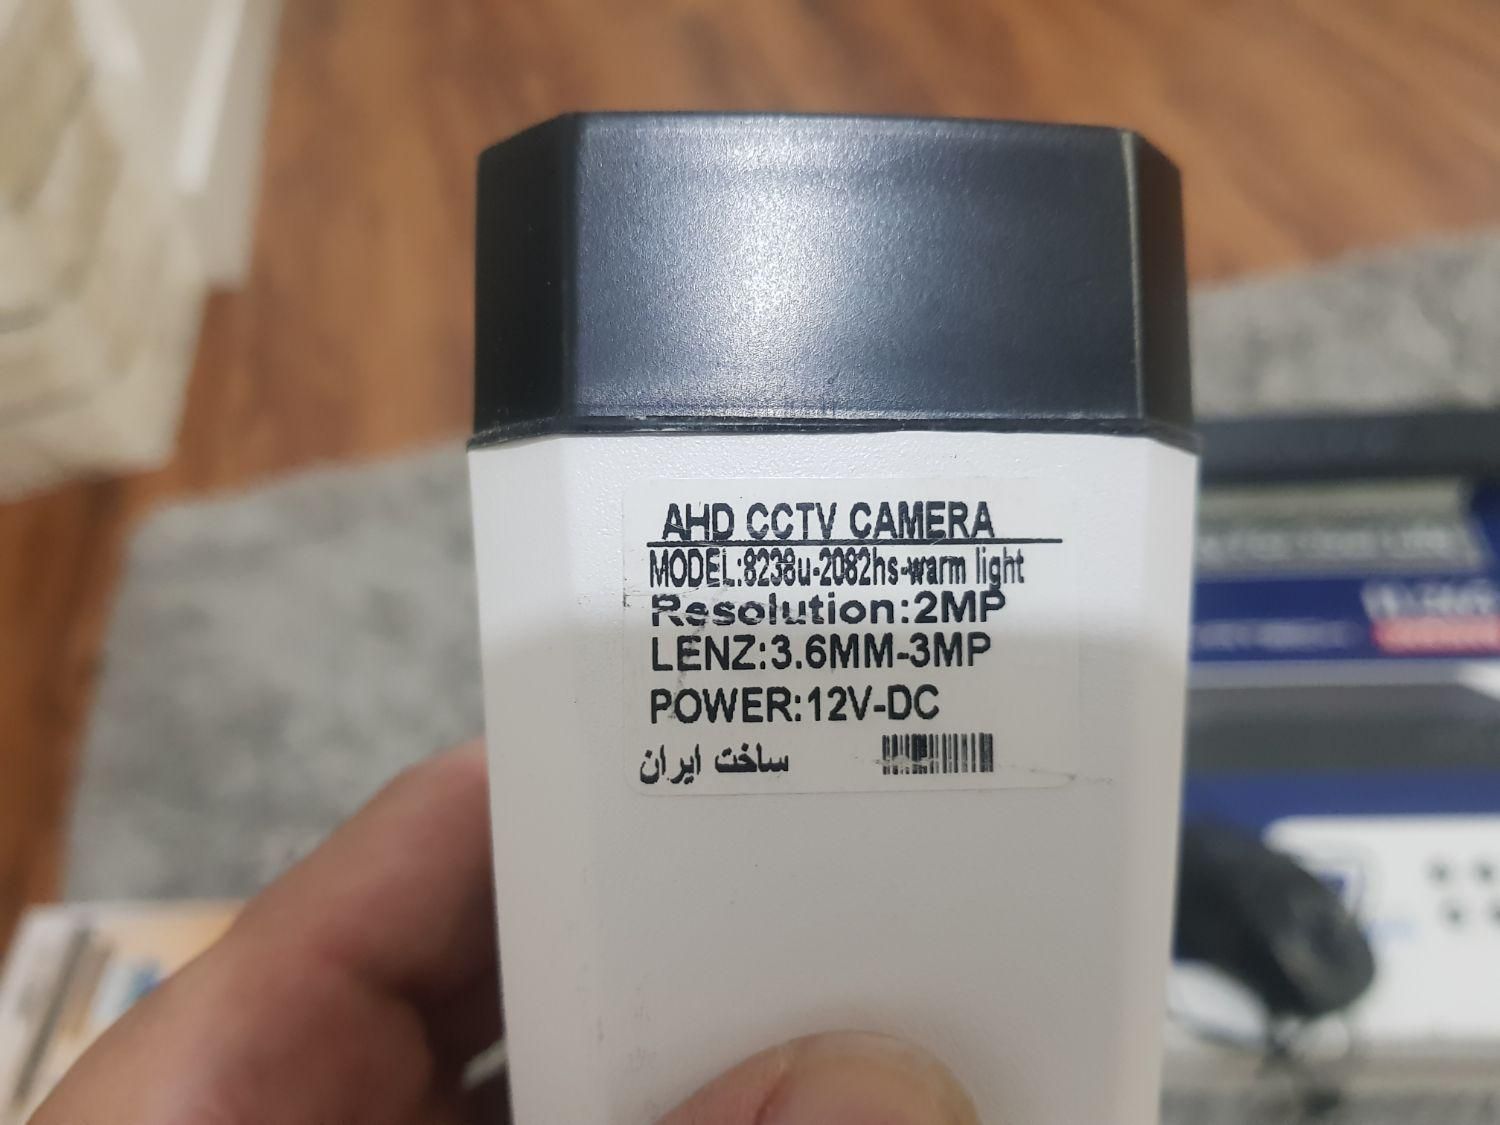 AHD CCTV CAMERA
MODEL:8238u-2082hs-warm light
Resolution:2MP
LENZ:3.6MM-3MP
POWER:12V-DC
ساخت ایران